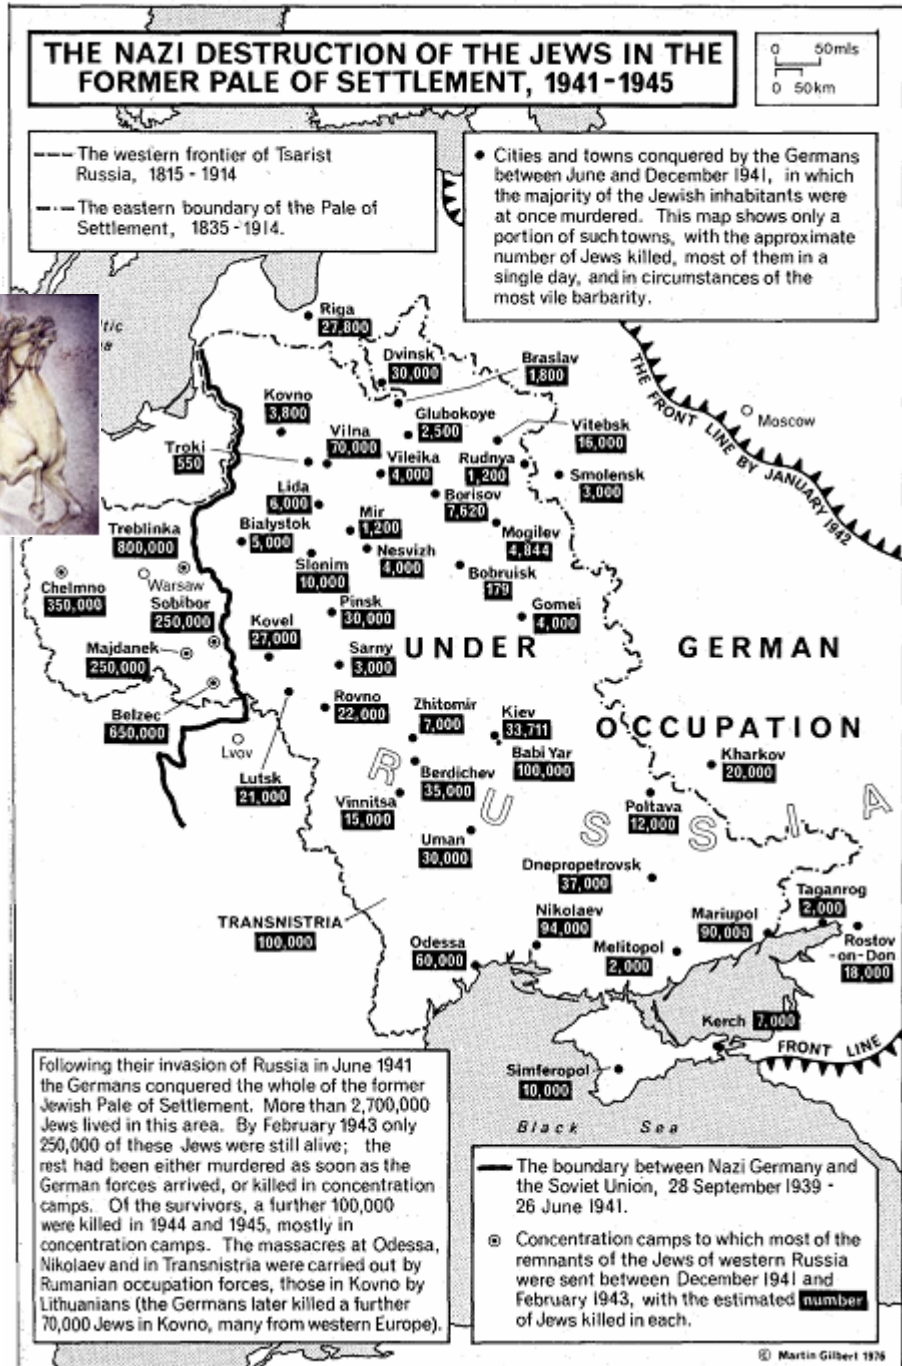 THE NAZI DESTRUCTION OF THE JEWS IN THE
FORMER PALE OF SETTLEMENT, 1941-1945
0 50mls
0 50km
The western frontier of Tsarist
Russia, 1815 - 1914
The eastern boundary of the Pale of
Settlement, 1835-1914.
Cities and towns conquered by the Germans
between June and December 1941, in which
the majority of the Jewish inhabitants were
at once murdered. This map shows only a
portion of such towns, with the approximate
number of Jews killed, most of them in a
single day, and in circumstances of the
most vile barbarity.
tic
a
Riga
27,800
Dvinsk
30,000
Braslav
1,800
THE FRONT LINE BY JANUARY 1942
Moscow
Kovno
3,800
Glubokoye
2,500
Vitebsk
16,000
Troki
550
Vilna
70,000
Vileika
4,000
Rudnya
1,200
Smolensk
3,000
Lida
6,000
Borisov
7,620
Mir
1,200
Mogilev
4,844
Treblinka
800,000
Bialystok
5,000
Nesvizh
4,000
Slonim
10,000
Bobruisk
179
Chelmno
350,000
Warsaw
Sobibor
250,000
Pinsk
30,000
Gomei
4,000
Kovel
27,000
Majdanek
250,000
Sarny
3,000
UNDER GERMAN
OCCUPATION
Belzec
650,000
Rovno
22,000
Zhitomir
7,000
Kiev
33,711
Babi Yar
100,000
Lvov
Kharkov
20,000
Lutsk
21,000
Berdichev
35,000
RUSSIA
Vinnitsa
15,000
Poltava
12,000
Uman
30,000
Dnepropetrovsk
37,000
TRANSNISTRIA
100,000
Nikolaev
94,000
Mariupol
90,000
Taganrog
2,000
Odessa
60,000
Melitopol
2,000
Rostov
-on-Don
18,000
Kerch 7,000
FRONT LINE
Simferopol
10,000
Black Sea
Following their invasion of Russia in June 1941
the Germans conquered the whole of the former
Jewish Pale of Settlement. More than 2,700,000
Jews lived in this area. By February 1943 only
250,000 of these Jews were still alive; the
rest had been either murdered as soon as the
German forces arrived, or killed in concentration
camps. Of the survivors, a further 100,000
were killed in 1944 and 1945, mostly in
concentration camps. The massacres at Odessa,
Nikolaev and in Transnistria were carried out by
Rumanian occupation forces, those in Kovno by
Lithuanians (the Germans later killed a further
70,000 Jews in Kovno, many from western Europe).
The boundary between Nazi Germany and
the Soviet Union, 28 September 1939 -
26 June 1941.
Concentration camps to which most of the
remnants of the Jews of western Russia
were sent between December 1941 and
February 1943, with the estimated number
of Jews killed in each.
© Martin Gilbert 1976